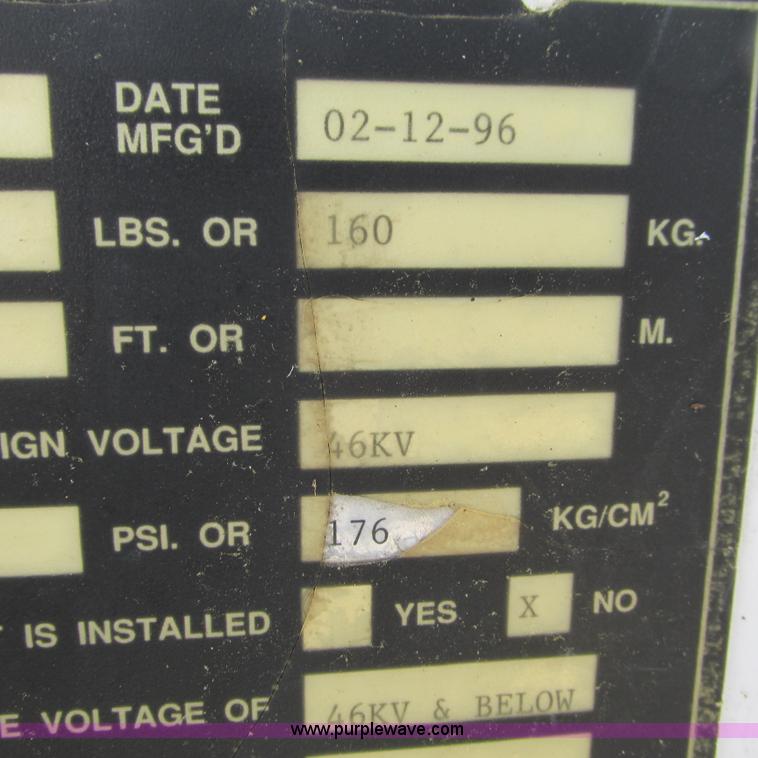 DATE
MFG'D 02-12-96
LBS. OR 160 KG.
FT. OR M.
IGN VOLTAGE 46KV
PSI. OR 176 KG/CM²
T IS INSTALLED YES X NO
E VOLTAGE OF 46KV & BELOW
www.purplewave.com